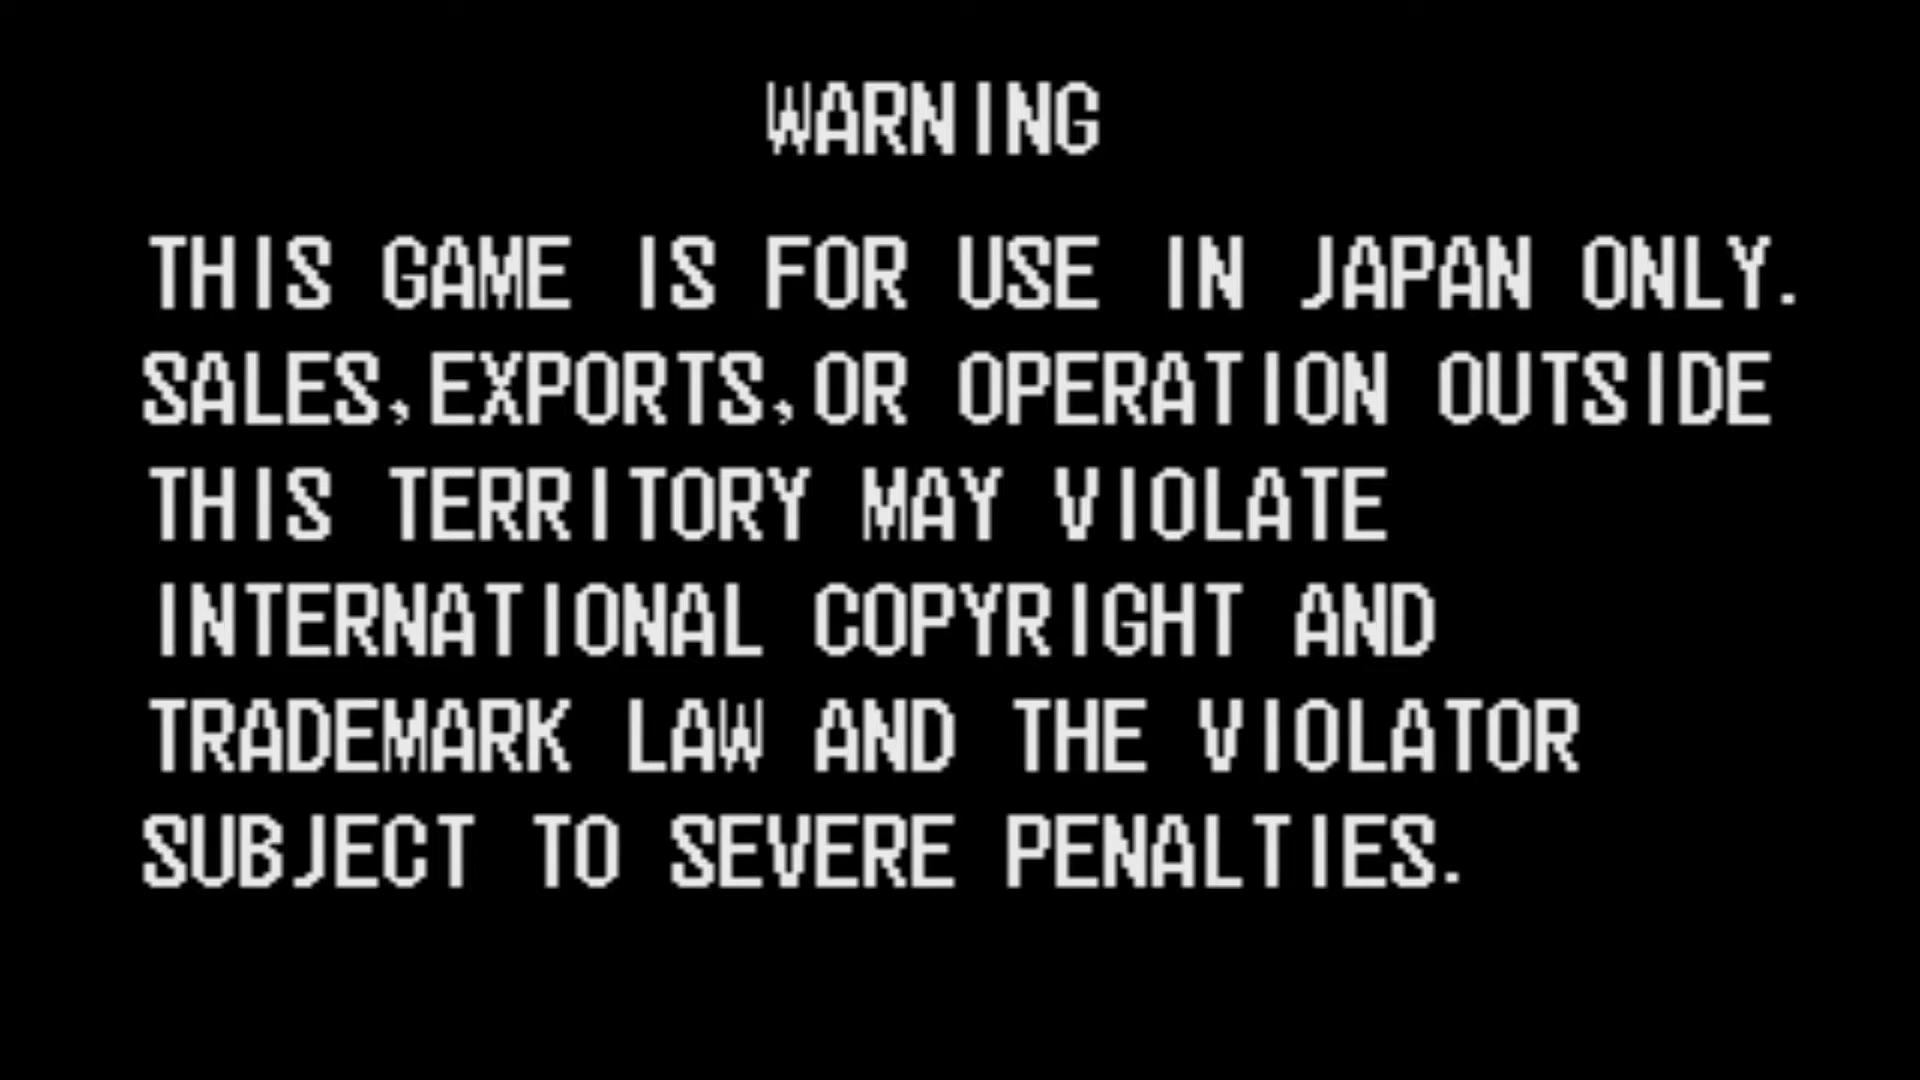 WARNING
THIS GAME IS FOR USE IN JAPAN ONLY.
SALES,EXPORTS,OR OPERATION OUTSIDE
THIS TERRITORY MAY VIOLATE
INTERNATIONAL COPYRIGHT AND
TRADEMARK LAW AND THE VIOLATOR
SUBJECT TO SEVERE PENALTIES.